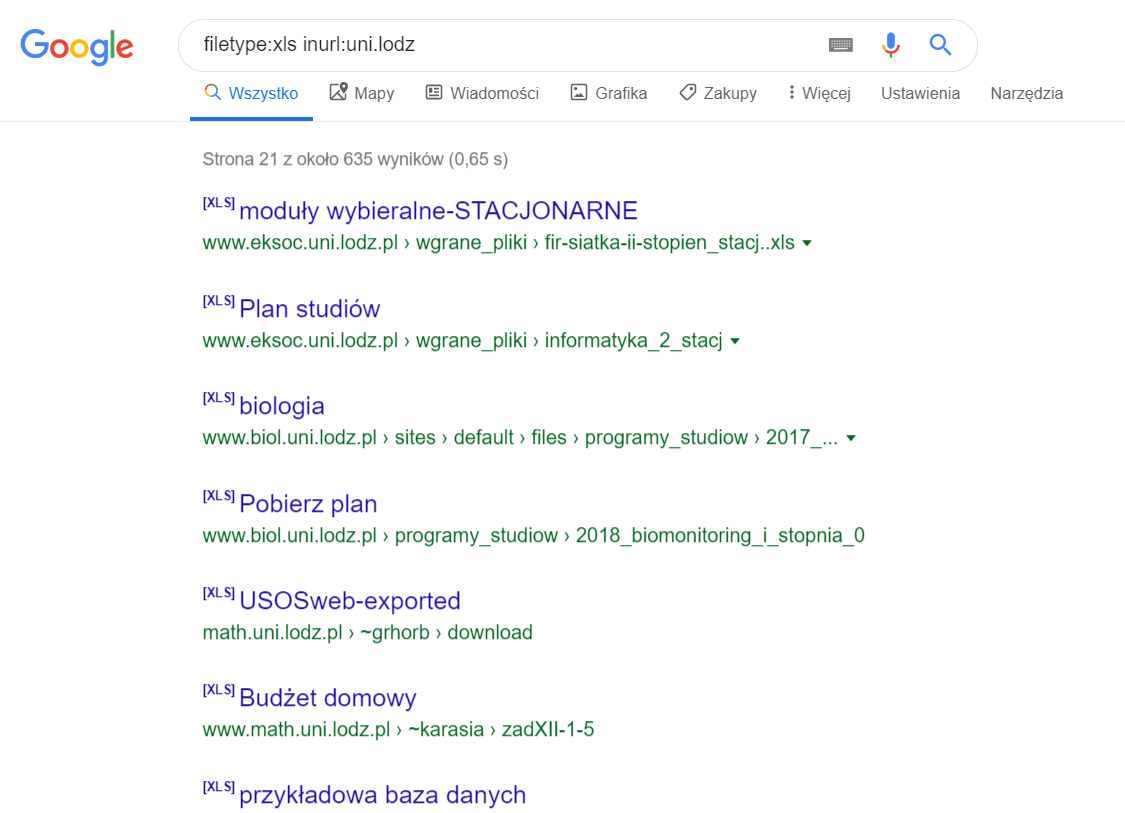 Google
filetype:xls inurl:uni.lodz
Wszystko Mapy Wiadomości Grafika Zakupy Więcej Ustawienia Narzędzia
Strona 21 z około 635 wyników (0,65 s)
[XLS] moduły wybieralne-STACJONARNE
www.eksoc.uni.lodz.pl › wgrane_pliki › fir-siatka-ii-stopien_stacj..xls
[XLS] Plan studiów
www.eksoc.uni.lodz.pl › wgrane_pliki › informatyka_2_stacj
[XLS] biologia
www.biol.uni.lodz.pl › sites › default › files › programy_studiow › 2017_...
[XLS] Pobierz plan
www.biol.uni.lodz.pl › programy_studiow › 2018_biomonitoring_i_stopnia_0
[XLS] USOSweb-exported
math.uni.lodz.pl › ~grhorb › download
[XLS] Budżet domowy
www.math.uni.lodz.pl › ~karasia › zadXII-1-5
[XLS] przykładowa baza danych